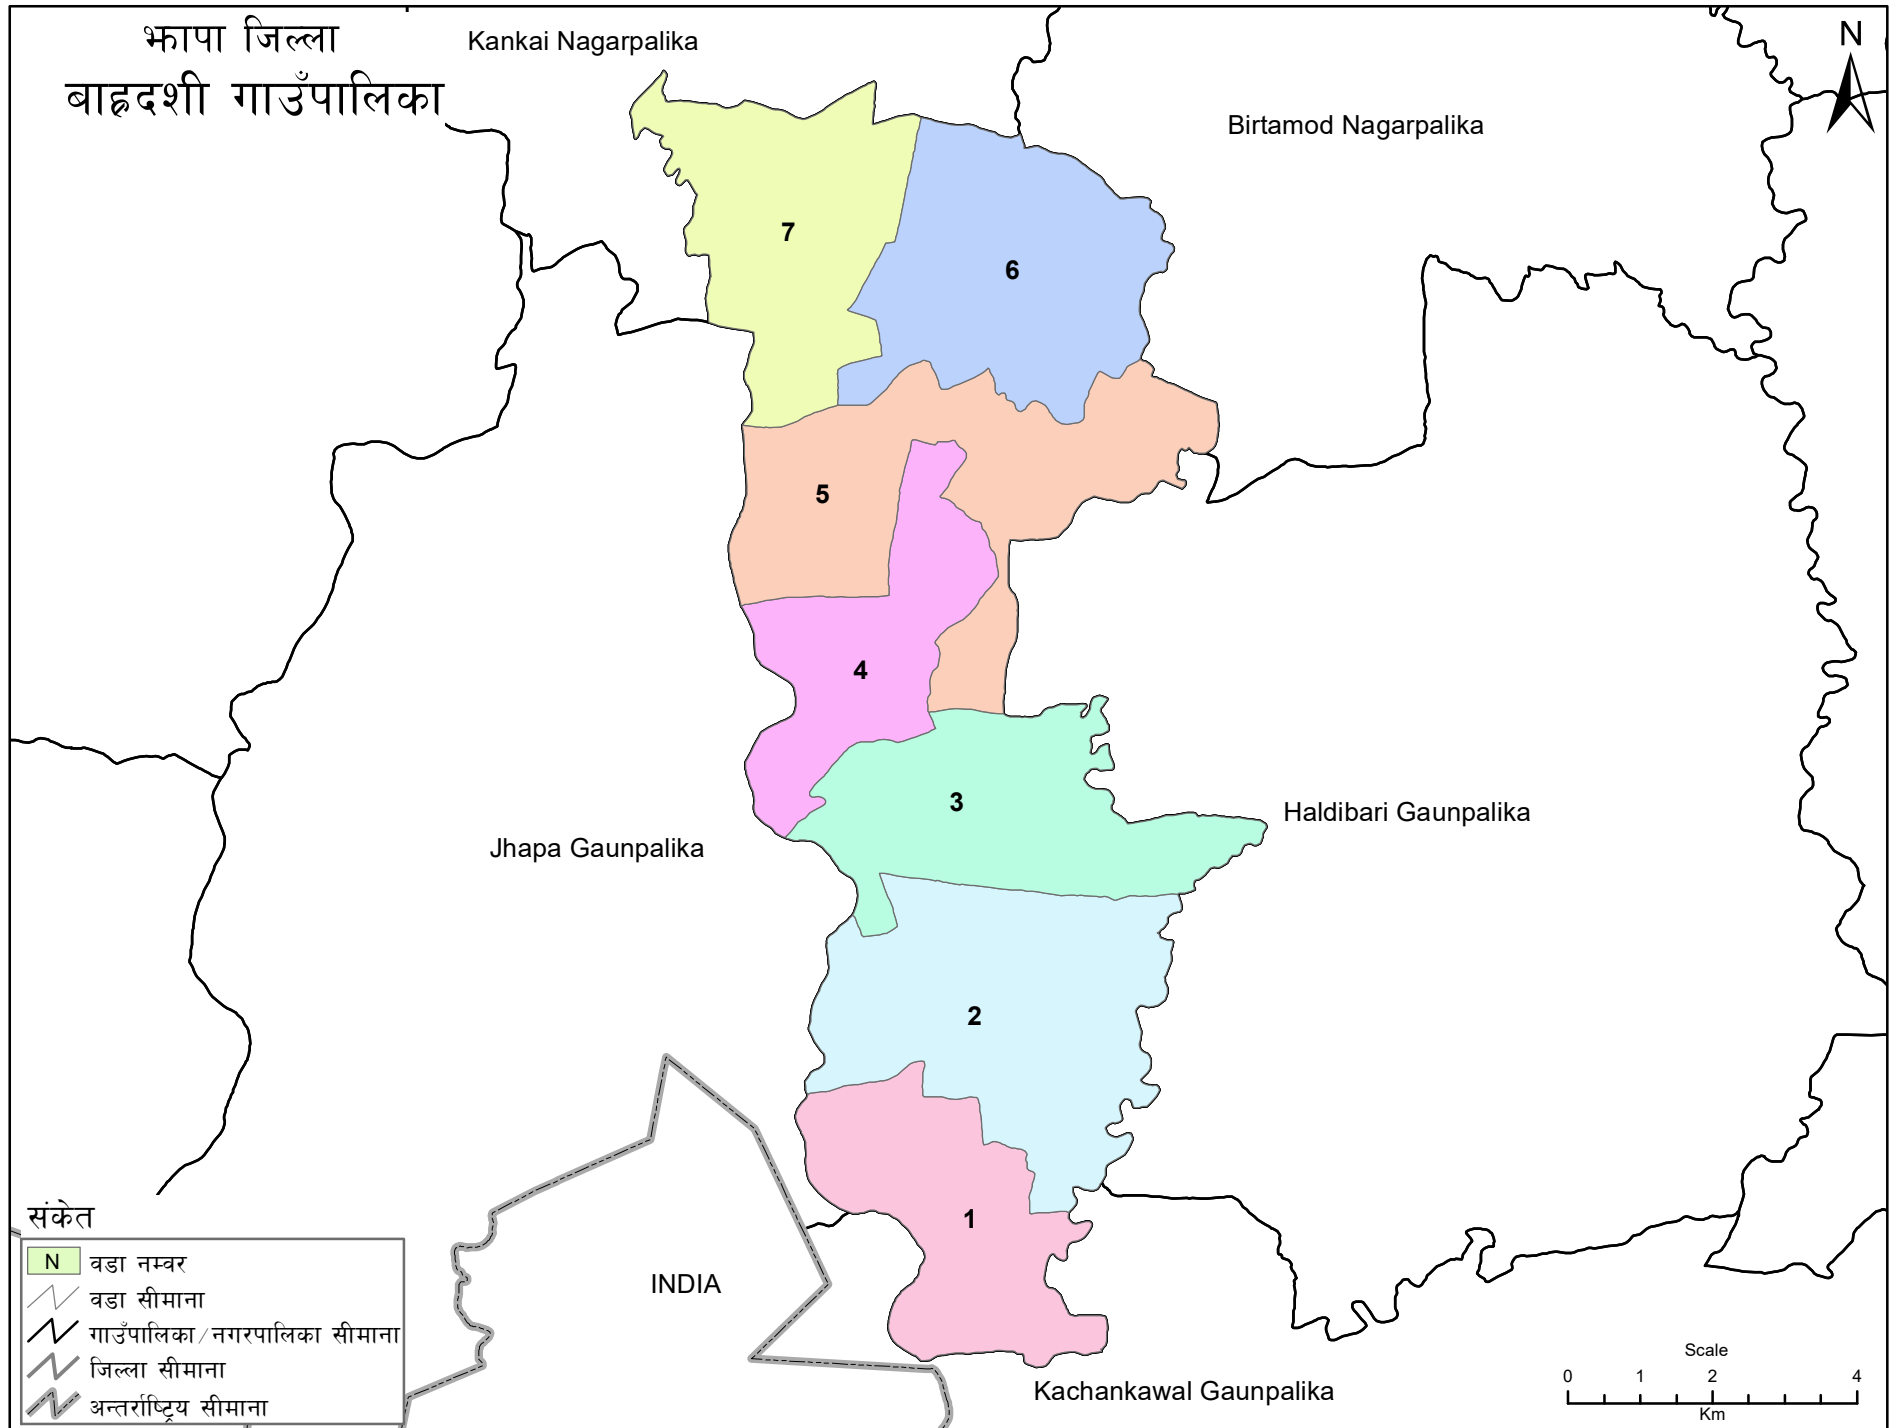 झापा जिल्ला
बाह्रदशी गाउँपालिका
Kankai Nagarpalika
N
Birtamod Nagarpalika
7
6
5
4
3
Haldibari Gaunpalika
Jhapa Gaunpalika
2
1
INDIA
Kachankawal Gaunpalika
संकेत
N वडा नम्वर
वडा सीमाना
गाउँपालिका/नगरपालिका सीमाना
जिल्ला सीमाना
अन्तर्राष्ट्रिय सीमाना
Scale
0 1 2 4
Km